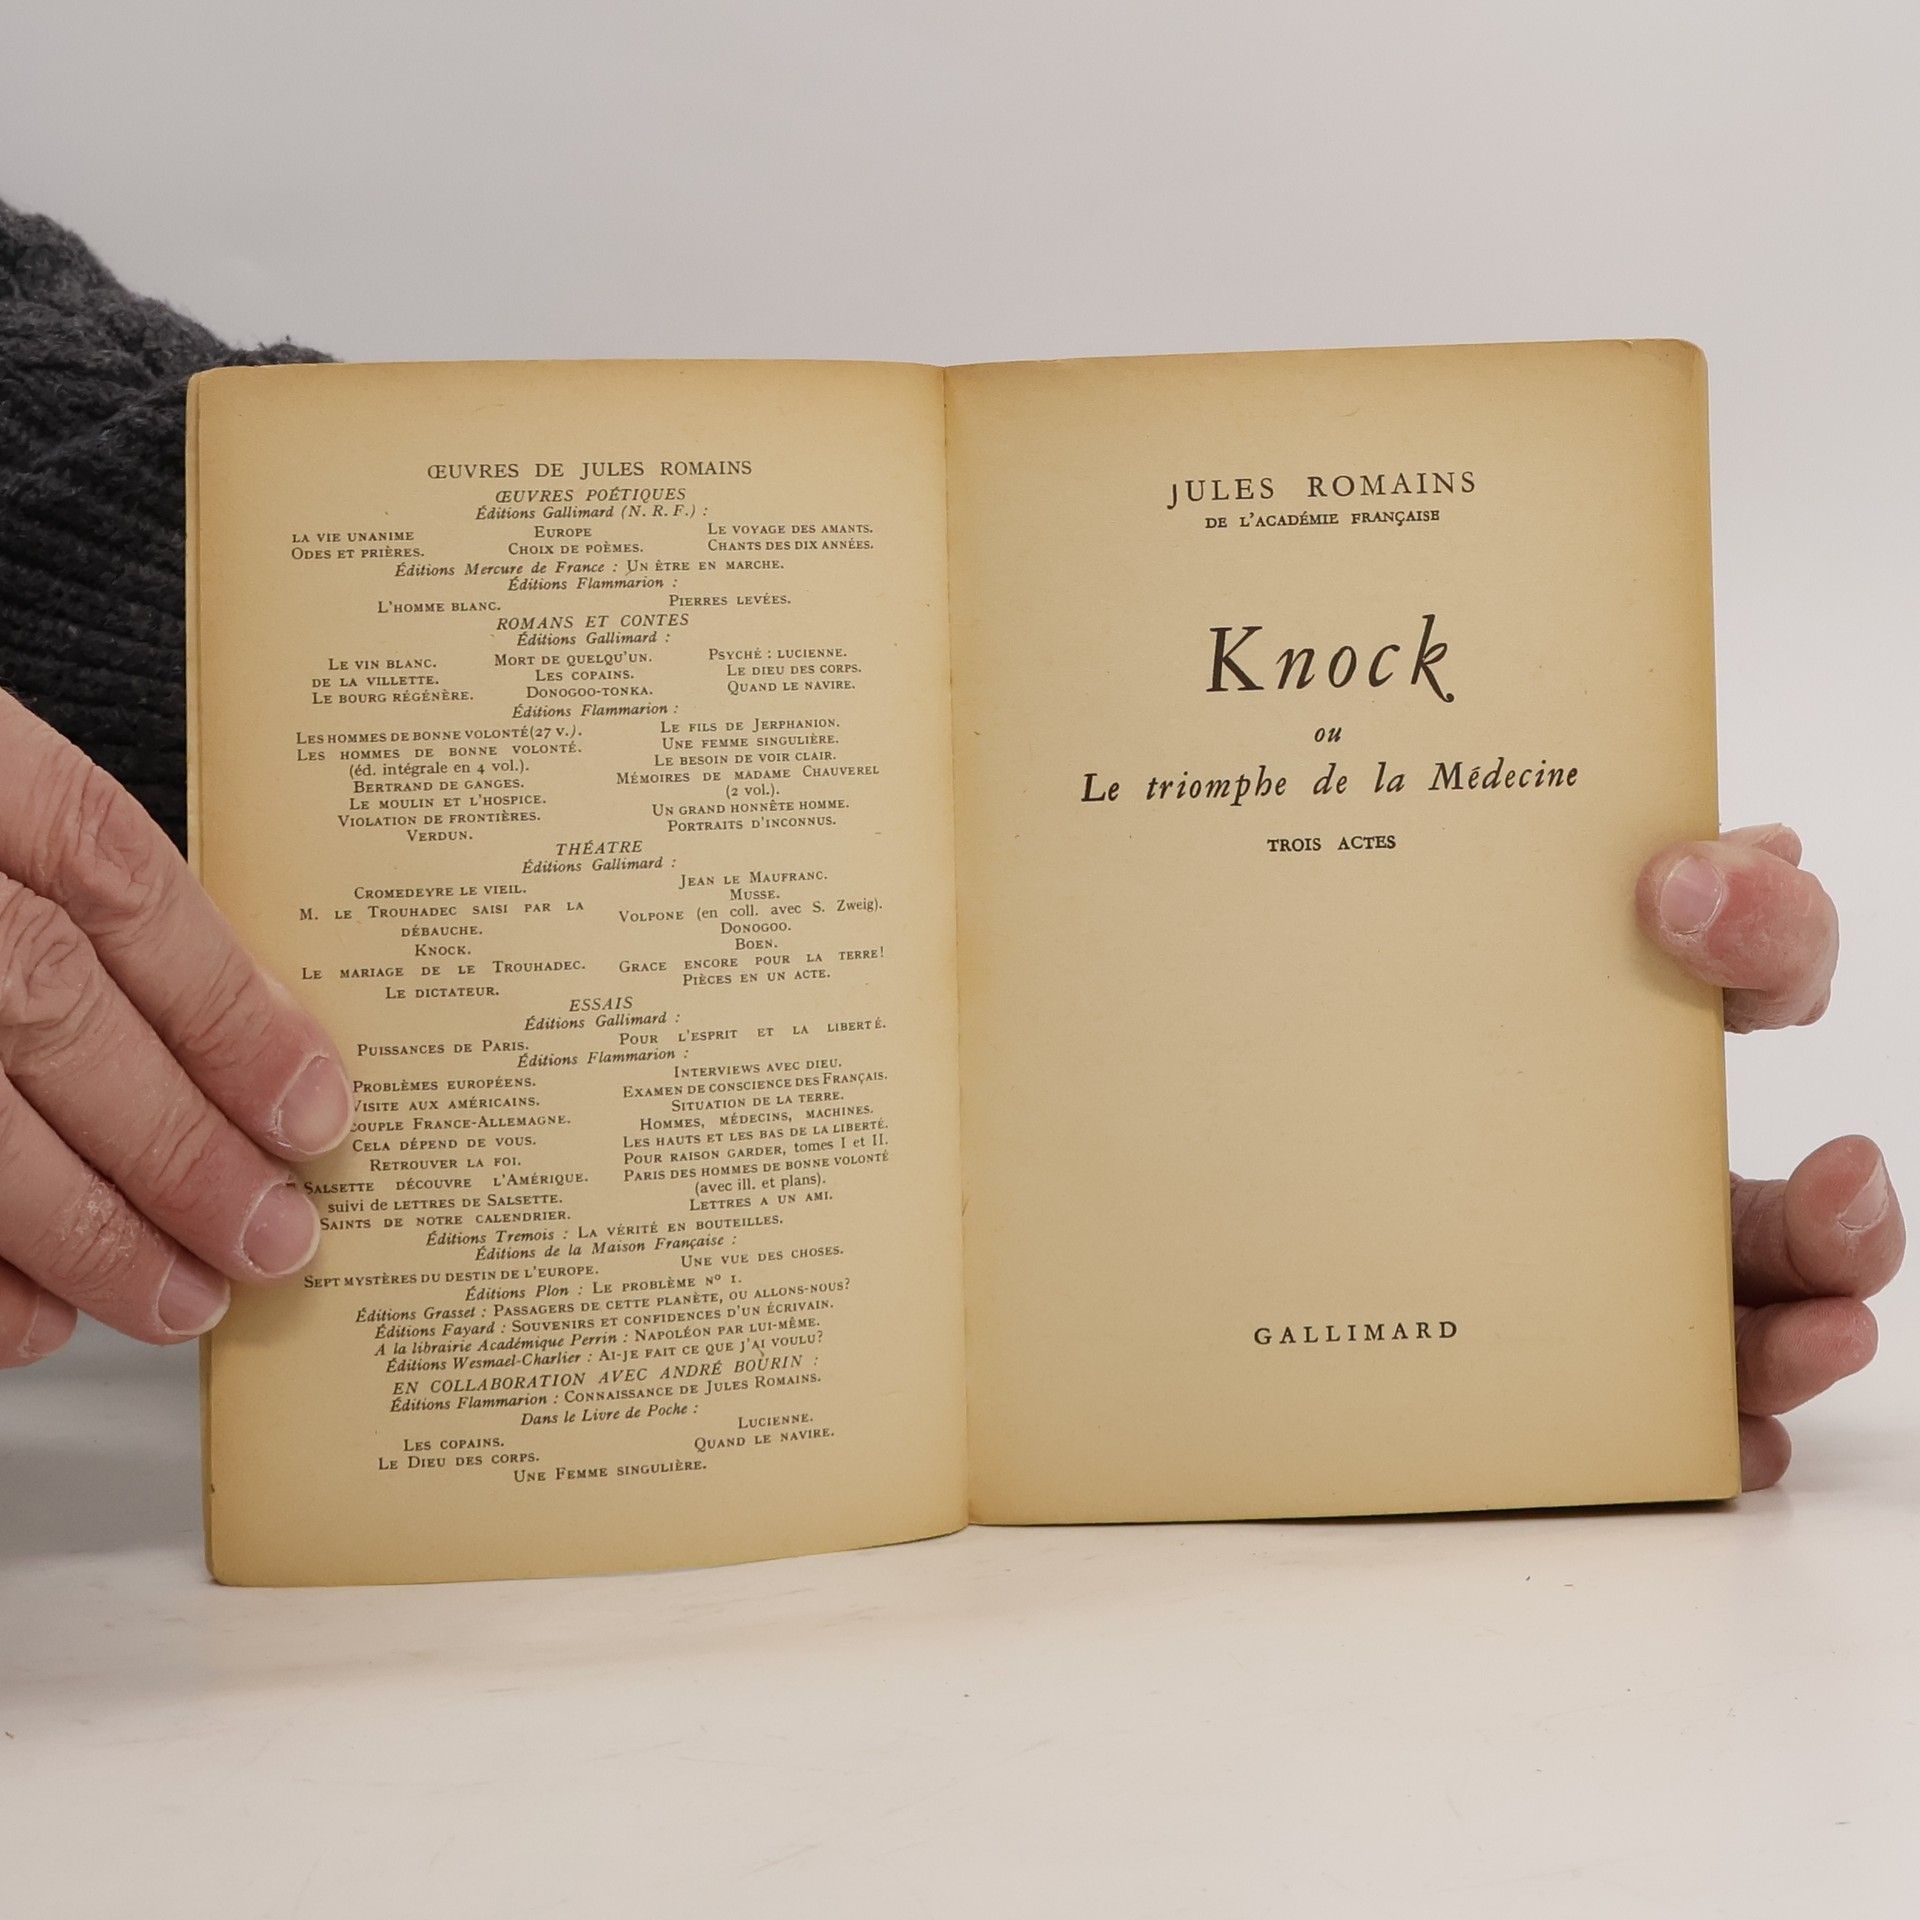 ŒUVRES DE JULES ROMAINS
ŒUVRES POÉTIQUES
Éditions Gallimard (N. R. F.) :
LA VIE UNANIME EUROPE LE VOYAGE DES AMANTS.
ODES ET PRIÈRES. CHOIX DE POÈMES. CHANTS DES DIX ANNÉES.
Éditions Mercure de France : UN ÊTRE EN MARCHE.
Éditions Flammarion :
L'HOMME BLANC. PIERRES LEVÉES.
ROMANS ET CONTES
Éditions Gallimard :
LE VIN BLANC. MORT DE QUELQU'UN. PSYCHÉ : LUCIENNE.
DE LA VILLETTE. LES COPAINS. LE DIEU DES CORPS.
LE BOURG RÉGÉNÈRE. DONOGOO-TONKA. QUAND LE NAVIRE.
Éditions Flammarion :
LES HOMMES DE BONNE VOLONTÉ (27 V.).
LES HOMMES DE BONNE VOLONTÉ.
(éd. intégrale en 4 vol.).
BERTRAND DE GANGES.
LE MOULIN ET L'HOSPICE.
VIOLATION DE FRONTIÈRES.
VERDUN.
LE FILS DE JERPHANION.
UNE FEMME SINGULIÈRE.
LE BESOIN DE VOIR CLAIR.
MÉMOIRES DE MADAME CHAUVEREL
(2 vol.).
UN GRAND HONNÊTE HOMME.
PORTRAITS D'INCONNUS.
THÉATRE
Éditions Gallimard :
CROMEDEYRE LE VIEIL.
M. LE TROUHADEC SAISI PAR LA
DÉBAUCHE.
KNOCK.
LE MARIAGE DE LE TROUHADEC.
LE DICTATEUR.
JEAN LE MAUFRANC.
MUSSE.
VOLPONE (en coll. avec S. Zweig).
DONOGOO.
BOEN.
GRACE ENCORE POUR LA TERRE!
PIÈCES EN UN ACTE.
ESSAIS
Éditions Gallimard :
PUISSANCES DE PARIS. POUR L'ESPRIT ET LA LIBERTÉ.
Éditions Flammarion :
PROBLÈMES EUROPÉENS.
VISITE AUX AMÉRICAINS.
COUPLE FRANCE-ALLEMAGNE.
CELA DÉPEND DE VOUS.
RETROUVER LA FOI.
SALSETTE DÉCOUVRE L'AMÉRIQUE.
suivi de LETTRES DE SALSETTE.
SAINTS DE NOTRE CALENDRIER.
INTERVIEWS AVEC DIEU.
EXAMEN DE CONSCIENCE DES FRANÇAIS.
SITUATION DE LA TERRE.
HOMMES, MÉDECINS, MACHINES.
LES HAUTS ET LES BAS DE LA LIBERTÉ.
POUR RAISON GARDER, tomes I et II.
PARIS DES HOMMES DE BONNE VOLONTÉ
(avec ill. et plans).
LETTRES A UN AMI.
Éditions Tremois : LA VÉRITÉ EN BOUTEILLES.
Éditions de la Maison Française :
SEPT MYSTÈRES DU DESTIN DE L'EUROPE. UNE VUE DES CHOSES.
Éditions Plon : LE PROBLÈME Nº 1.
Éditions Grasset : PASSAGERS DE CETTE PLANÈTE, OU ALLONS-NOUS?
Éditions Fayard : SOUVENIRS ET CONFIDENCES D'UN ÉCRIVAIN.
A la librairie Académique Perrin : NAPOLÉON PAR LUI-MÊME.
Éditions Wesmael-Charlier : AI-JE FAIT CE QUE J'AI VOULU?
EN COLLABORATION AVEC ANDRÉ BOURIN :
Éditions Flammarion : CONNAISSANCE DE JULES ROMAINS.
Dans le Livre de Poche :
LES COPAINS. LUCIENNE.
LE DIEU DES CORPS. QUAND LE NAVIRE.
UNE FEMME SINGULIÈRE.
JULES ROMAINS
DE L'ACADÉMIE FRANÇAISE
Knock
ou
Le triomphe de la Médecine
TROIS ACTES
GALLIMARD